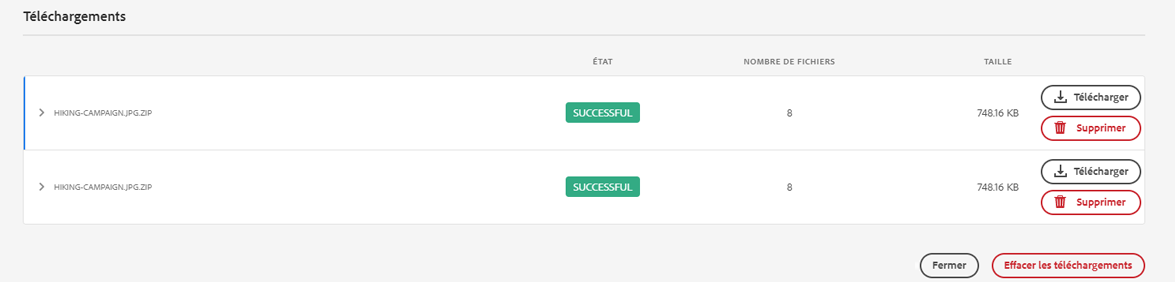 Téléchargements
ÉTAT NOMBRE DE FICHIERS TAILLE
HIKING-CAMPAIGN.JPG.ZIP SUCCESSFUL 8 748.16 KB Télécharger
Supprimer
HIKING-CAMPAIGN.JPG.ZIP SUCCESSFUL 8 748.16 KB Télécharger
Supprimer
Fermer Effacer les téléchargements